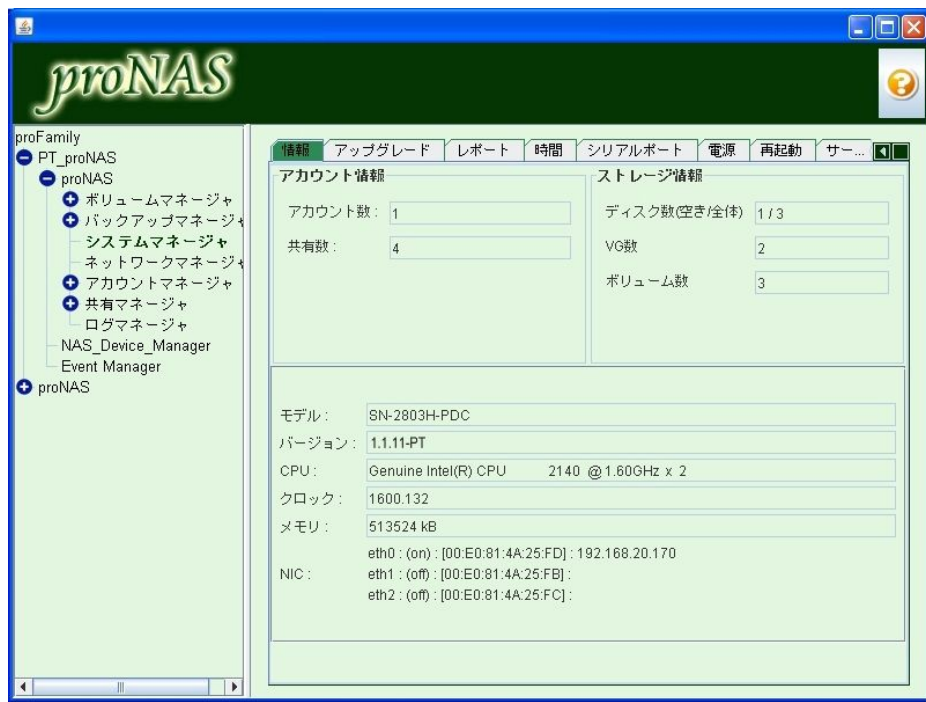 proNAS
proFamily
PT_proNAS
proNAS
ボリュームマネージャ
バックアップマネージャ
システムマネージャ
ネットワークマネージャ
アカウントマネージャ
共有マネージャ
ログマネージャ
NAS_Device_Manager
Event Manager
proNAS
情報 アップグレード レポート 時間 シリアルポート 電源 再起動 サー...
アカウント情報
アカウント数 : 1
共有数 : 4
ストレージ情報
ディスク数(空き/全体) 1 / 3
VG数 2
ボリューム数 3
モデル : SN-2803H-PDC
バージョン : 1.1.11-PT
CPU : Genuine Intel(R) CPU 2140 @ 1.60GHz x 2
クロック : 1600.132
メモリ : 513524 kB
NIC : eth0 : (on) : [00:E0:81:4A:25:FD] : 192.168.20.170
eth1 : (off) : [00:E0:81:4A:25:FB] :
eth2 : (off) : [00:E0:81:4A:25:FC] :